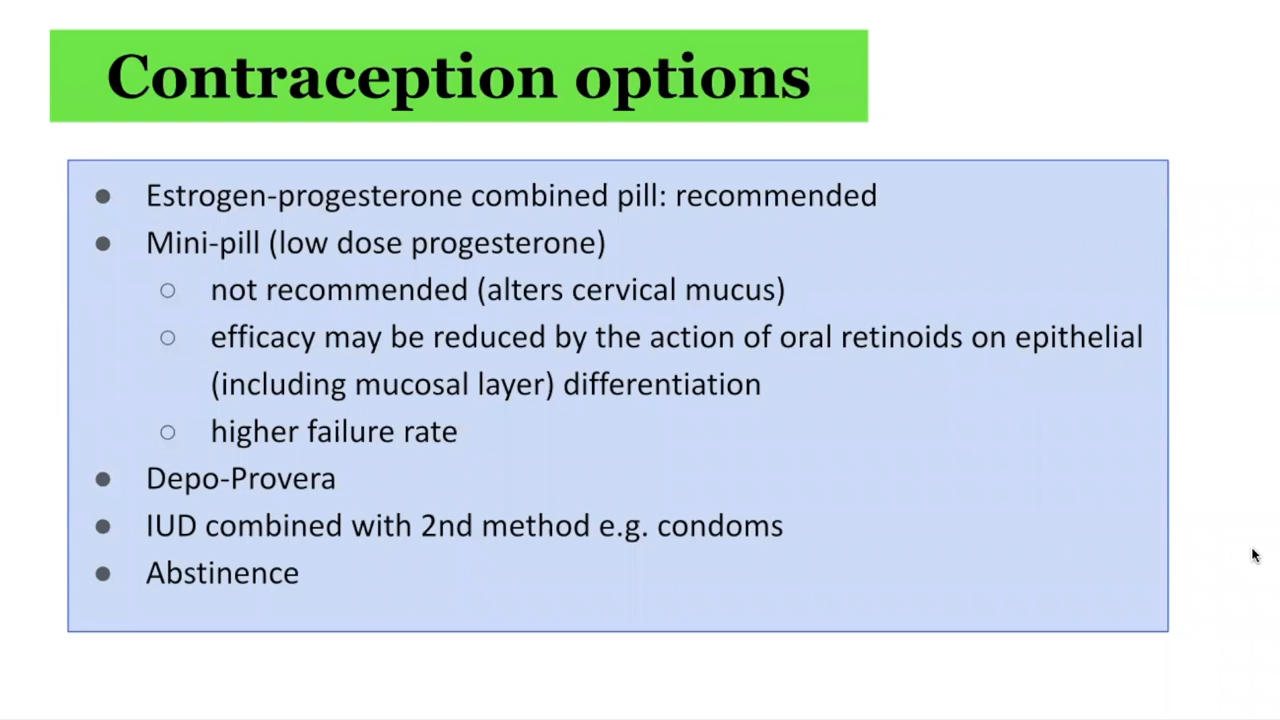 Contraception options
● Estrogen-progesterone combined pill: recommended
● Mini-pill (low dose progesterone)
○ not recommended (alters cervical mucus)
○ efficacy may be reduced by the action of oral retinoids on epithelial
(including mucosal layer) differentiation
○ higher failure rate
● Depo-Provera
● IUD combined with 2nd method e.g. condoms
● Abstinence